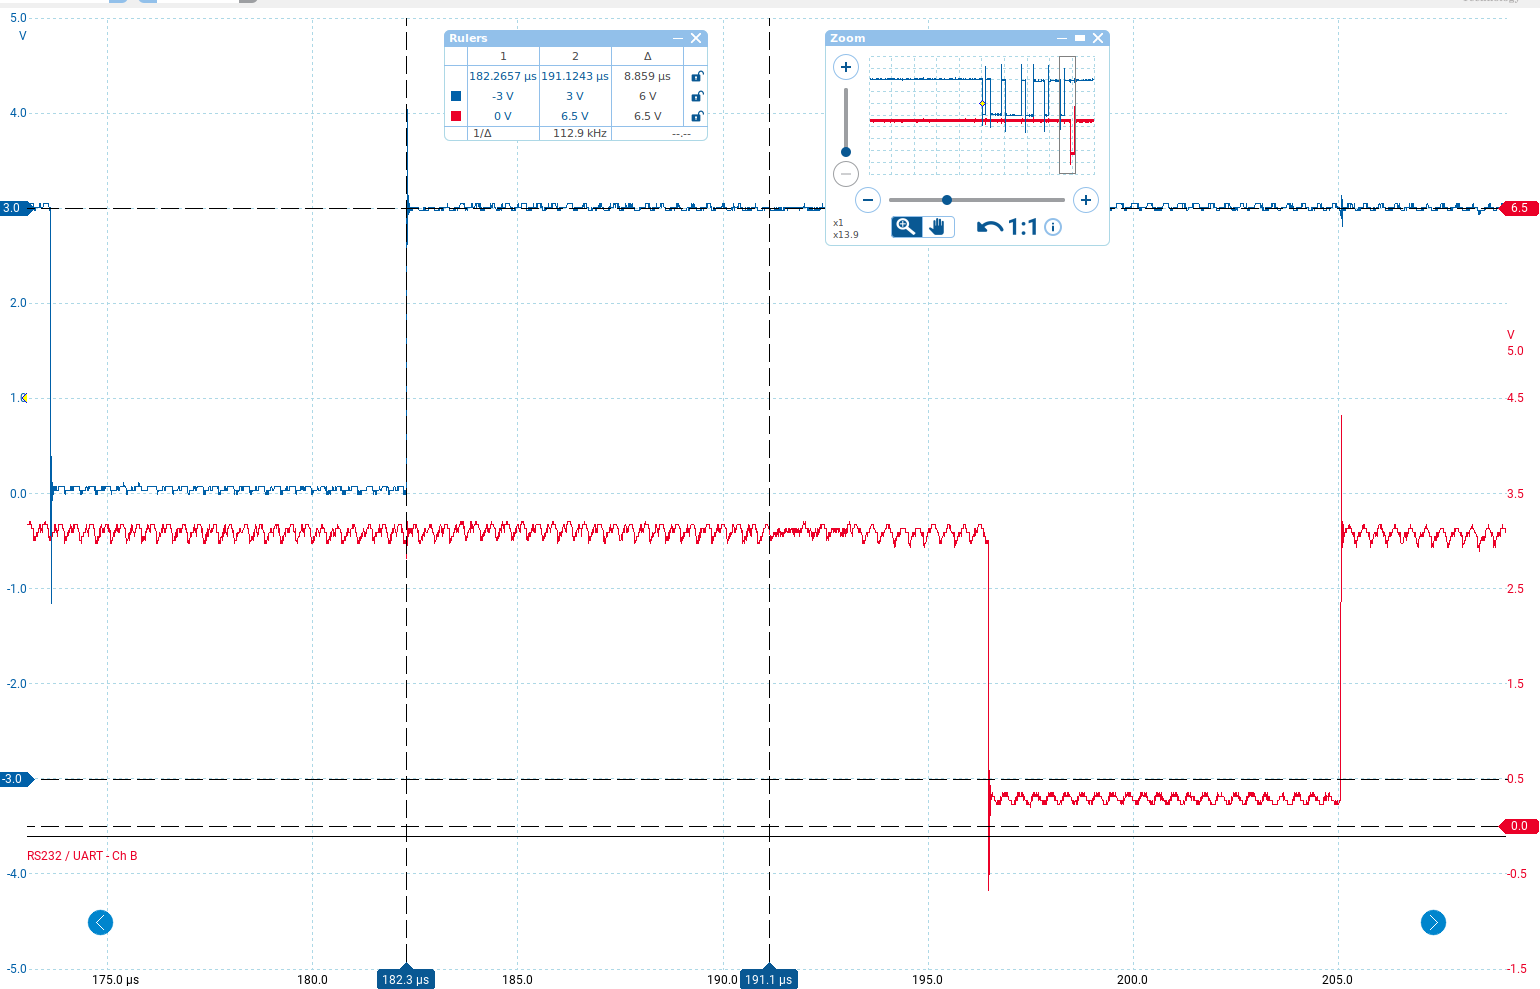 5.0
V
4.0
3.0
2.0
1.0
0.0
-1.0
-2.0
-3.0
-4.0
-5.0
Rulers
1 2 Δ
182.2657 µs 191.1243 µs 8.859 µs
-3 V 3 V 6 V
0 V 6.5 V 6.5 V
1/Δ 112.9 kHz --.--
Zoom
x1
x13.9
1:1
i
6.5
V
5.0
4.5
3.5
2.5
1.5
0.5
0.0
-0.5
-1.5
RS232 / UART - Ch B
175.0 µs 180.0 182.3 µs 185.0 190.0 191.1 µs 195.0 200.0 205.0